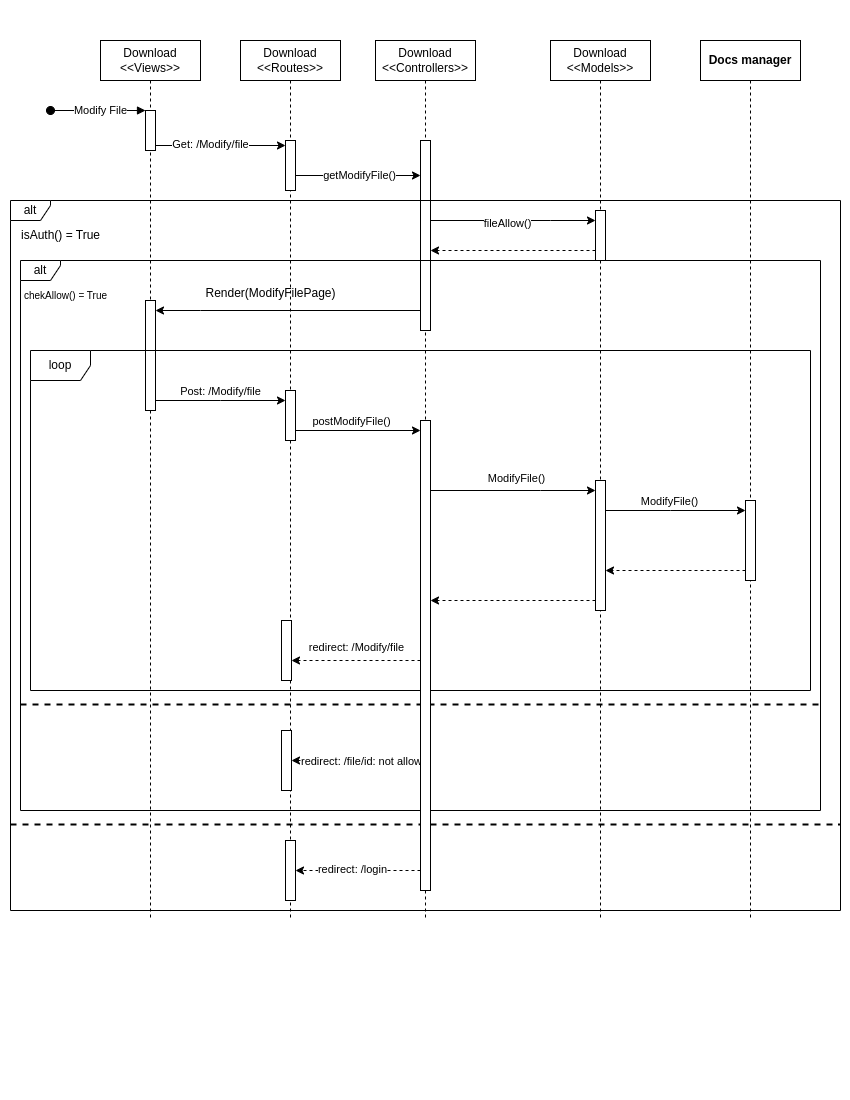 Download
<<Views>>
Download
<<Routes>>
Download
<<Controllers>>
Download
<<Models>>
Docs manager
Modify File
Get: /Modify/file
getModifyFile()
alt
fileAllow()
isAuth() = True
alt
chekAllow() = True
Render(ModifyFilePage)
loop
Post: /Modify/file
postModifyFile()
ModifyFile()
ModifyFile()
redirect: /Modify/file
redirect: /file/id: not allow
redirect: /login